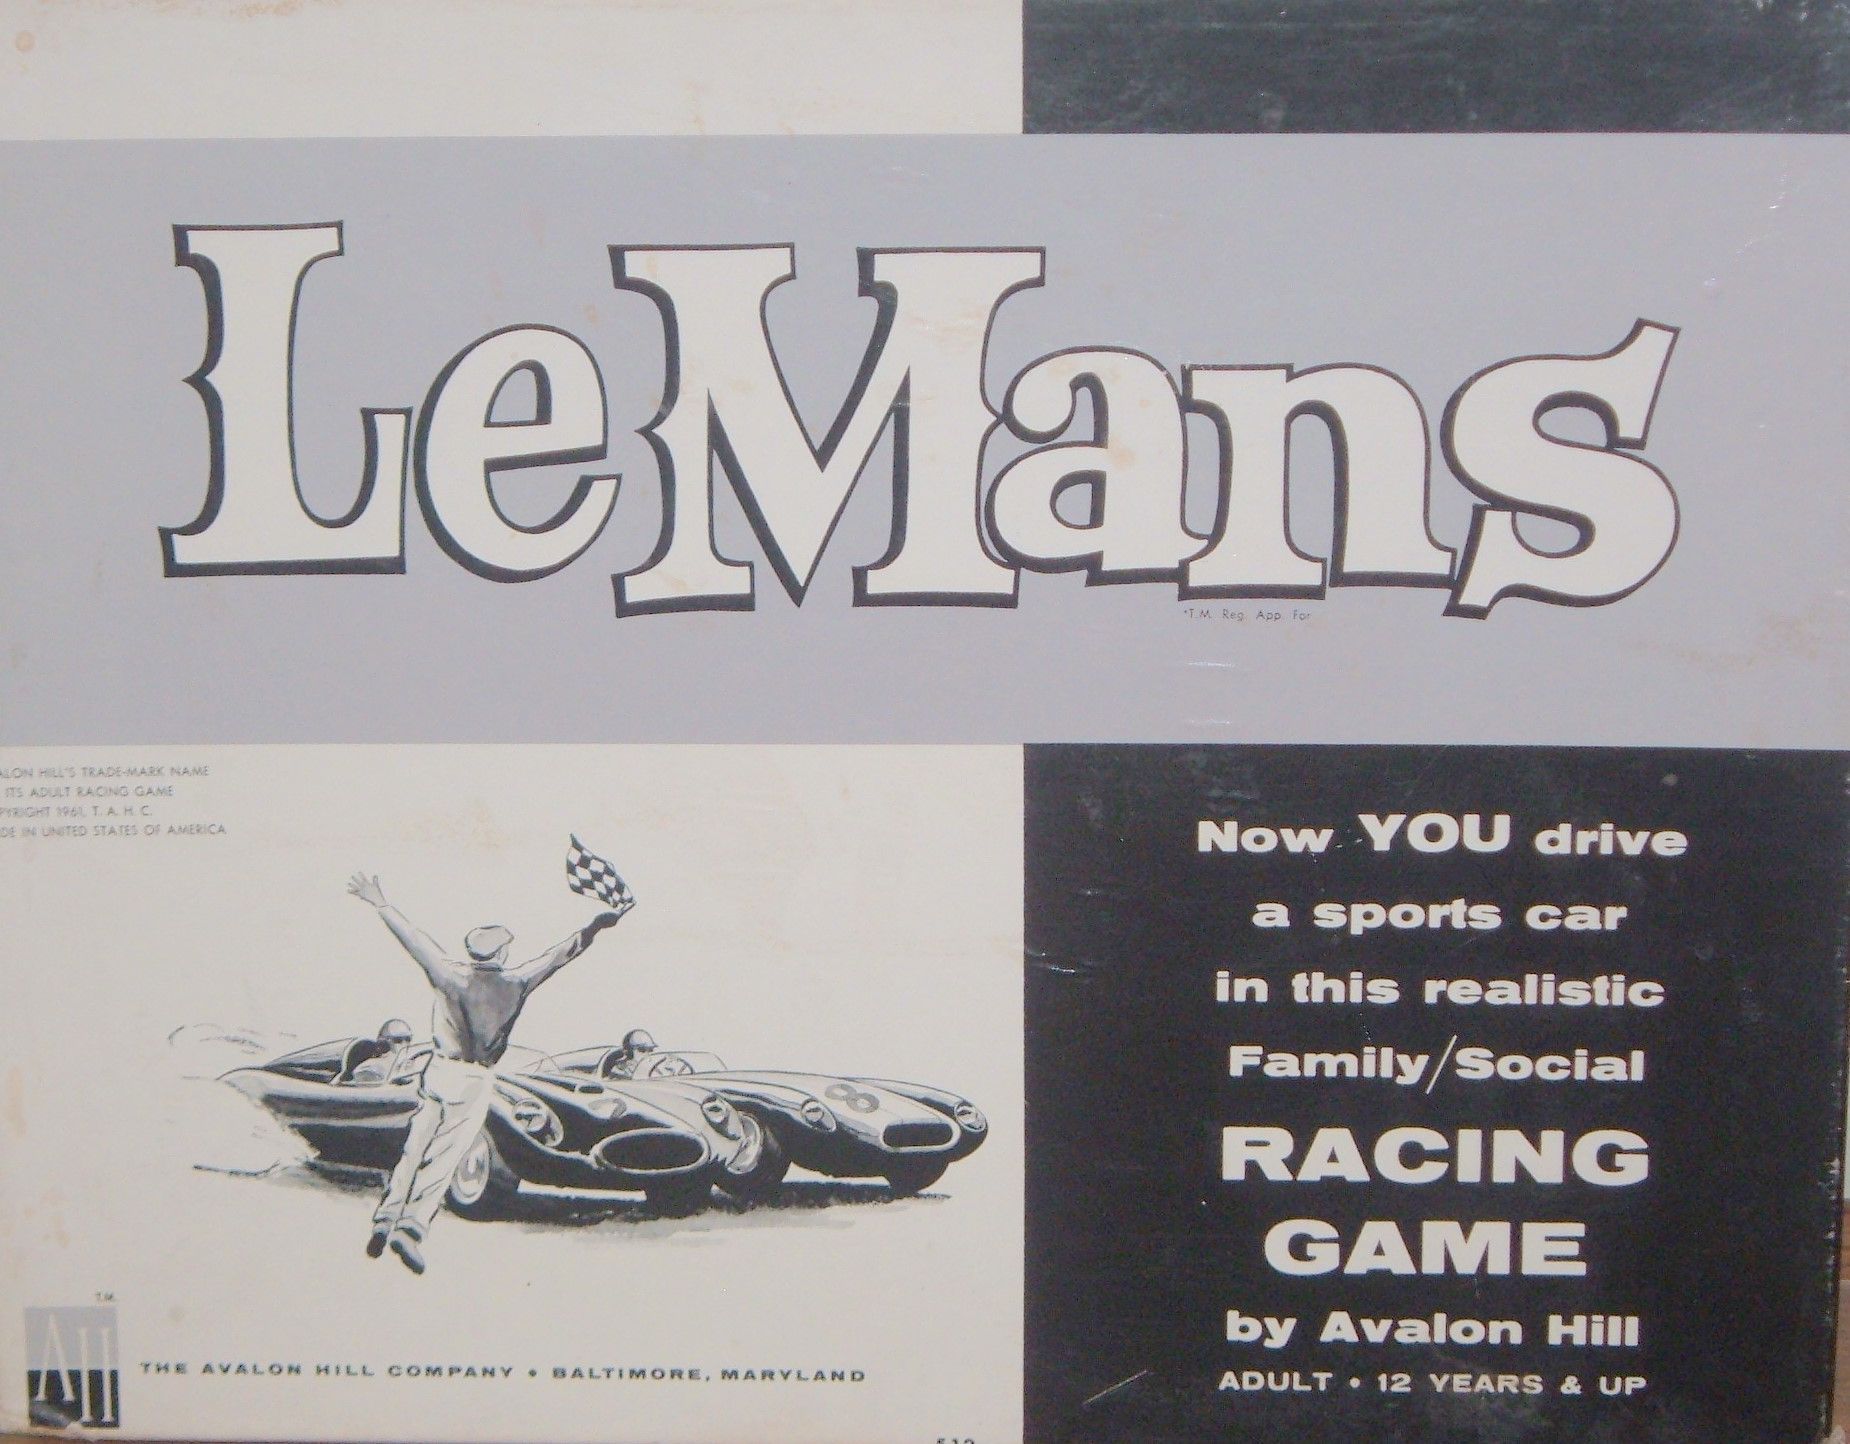 LeMans
*T.M. Reg. App. For
ALON HILL'S TRADE-MARK NAME
ITS ADULT RACING GAME
PYRIGHT 1961, T. A. H. C.
DE IN UNITED STATES OF AMERICA
7
8
Now YOU drive
a sports car
in this realistic
Family/Social
RACING
GAME
by Avalon Hill
ADULT • 12 YEARS & UP
T.M.
AH
THE AVALON HILL COMPANY • BALTIMORE, MARYLAND